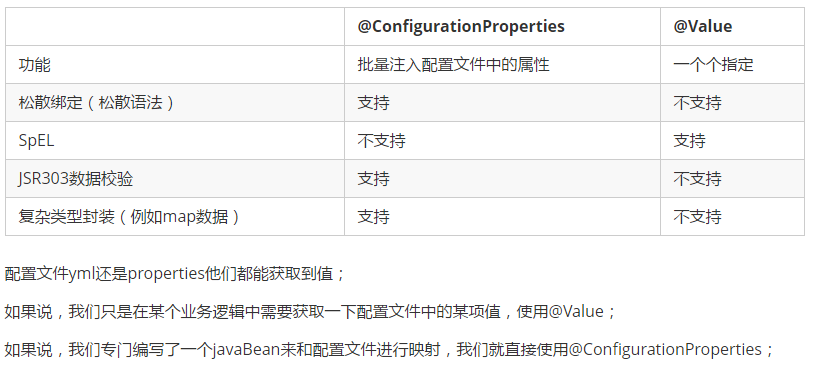 @ConfigurationProperties @Value
功能 批量注入配置文件中的属性 一个个指定
松散绑定（松散语法） 支持 不支持
SpEL 不支持 支持
JSR303数据校验 支持 不支持
复杂类型封装（例如map数据） 支持 不支持
配置文件yml还是properties他们都能获取到值；
如果说，我们只是在某个业务逻辑中需要获取一下配置文件中的某项值，使用@Value；
如果说，我们专门编写了一个javaBean来和配置文件进行映射，我们就直接使用@ConfigurationProperties；